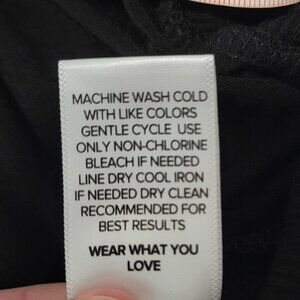 MACHINE WASH COLD
WITH LIKE COLORS
GENTLE CYCLE USE
ONLY NON-CHLORINE
BLEACH IF NEEDED
LINE DRY COOL IRON
IF NEEDED DRY CLEAN
RECOMMENDED FOR
BEST RESULTS
WEAR WHAT YOU
LOVE